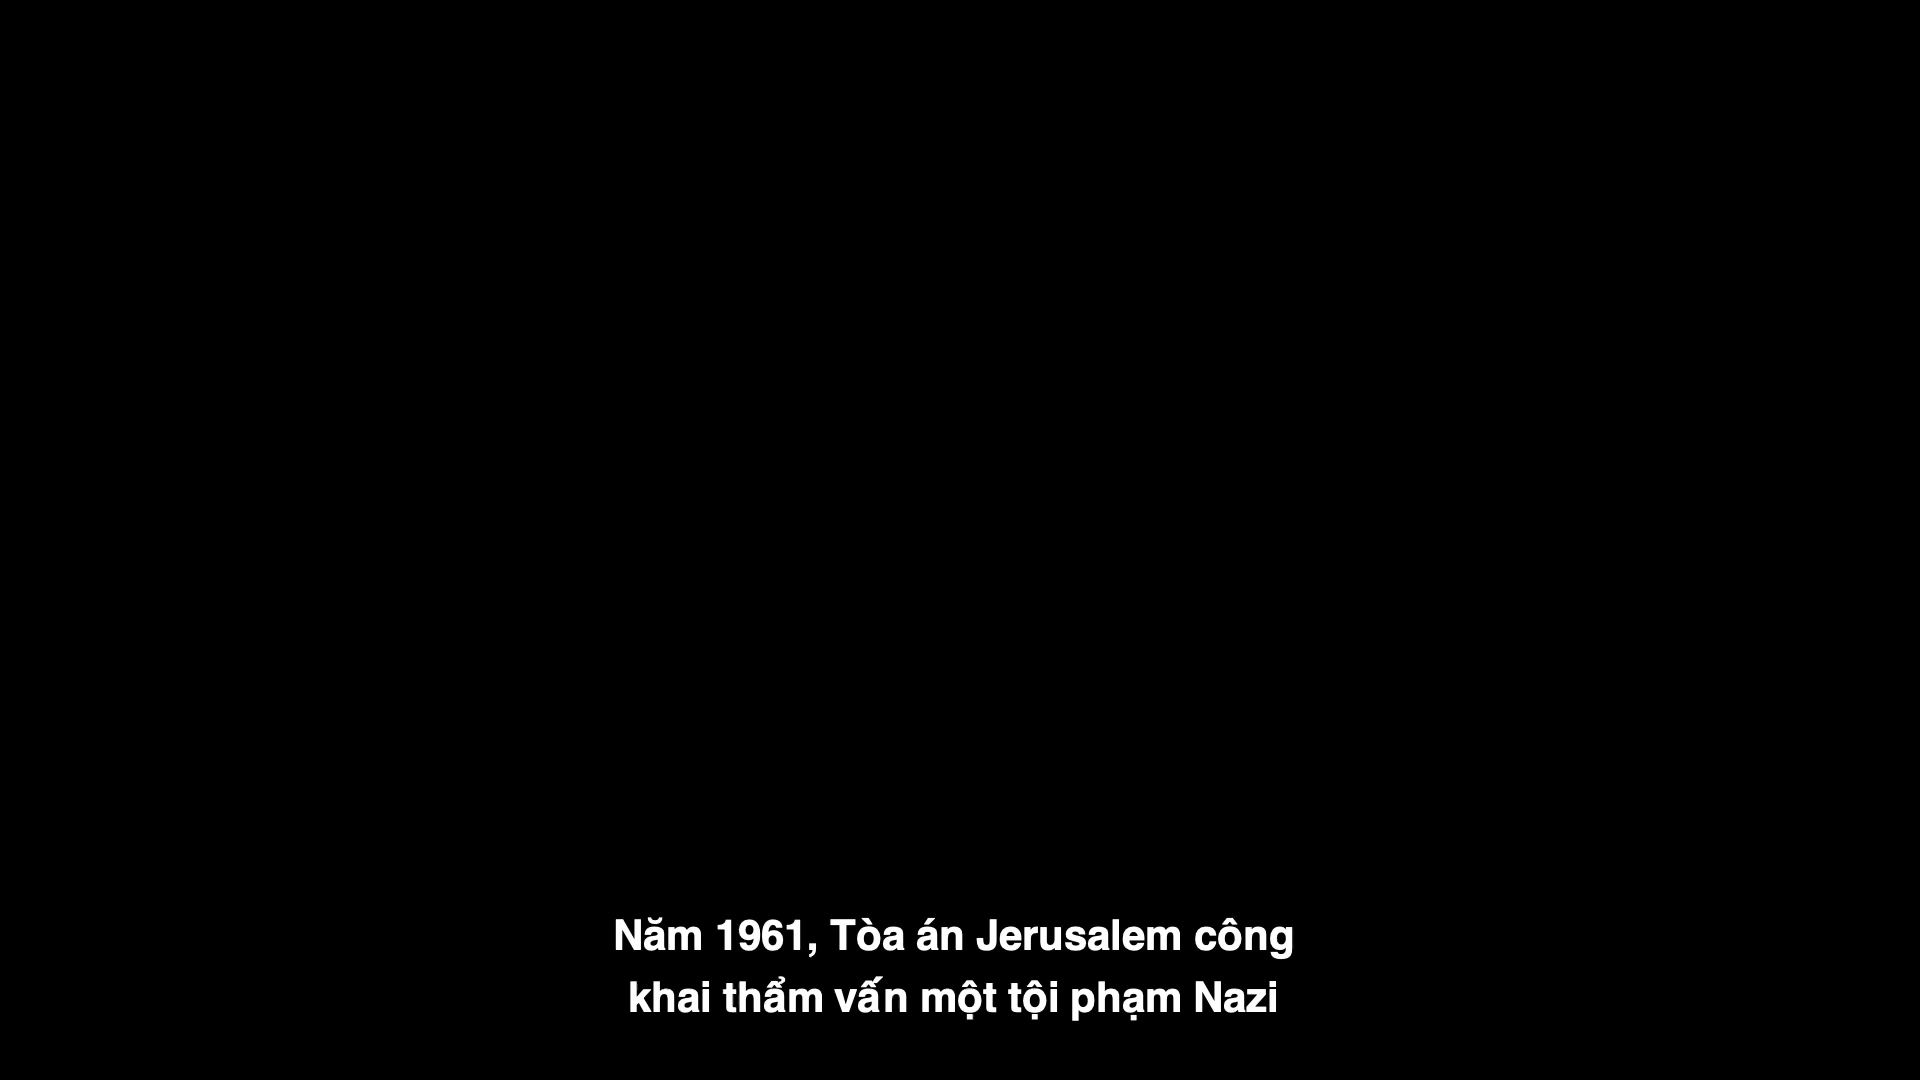 Năm 1961, Tòa án Jerusalem công
khai thẩm vấn một tội phạm Nazi